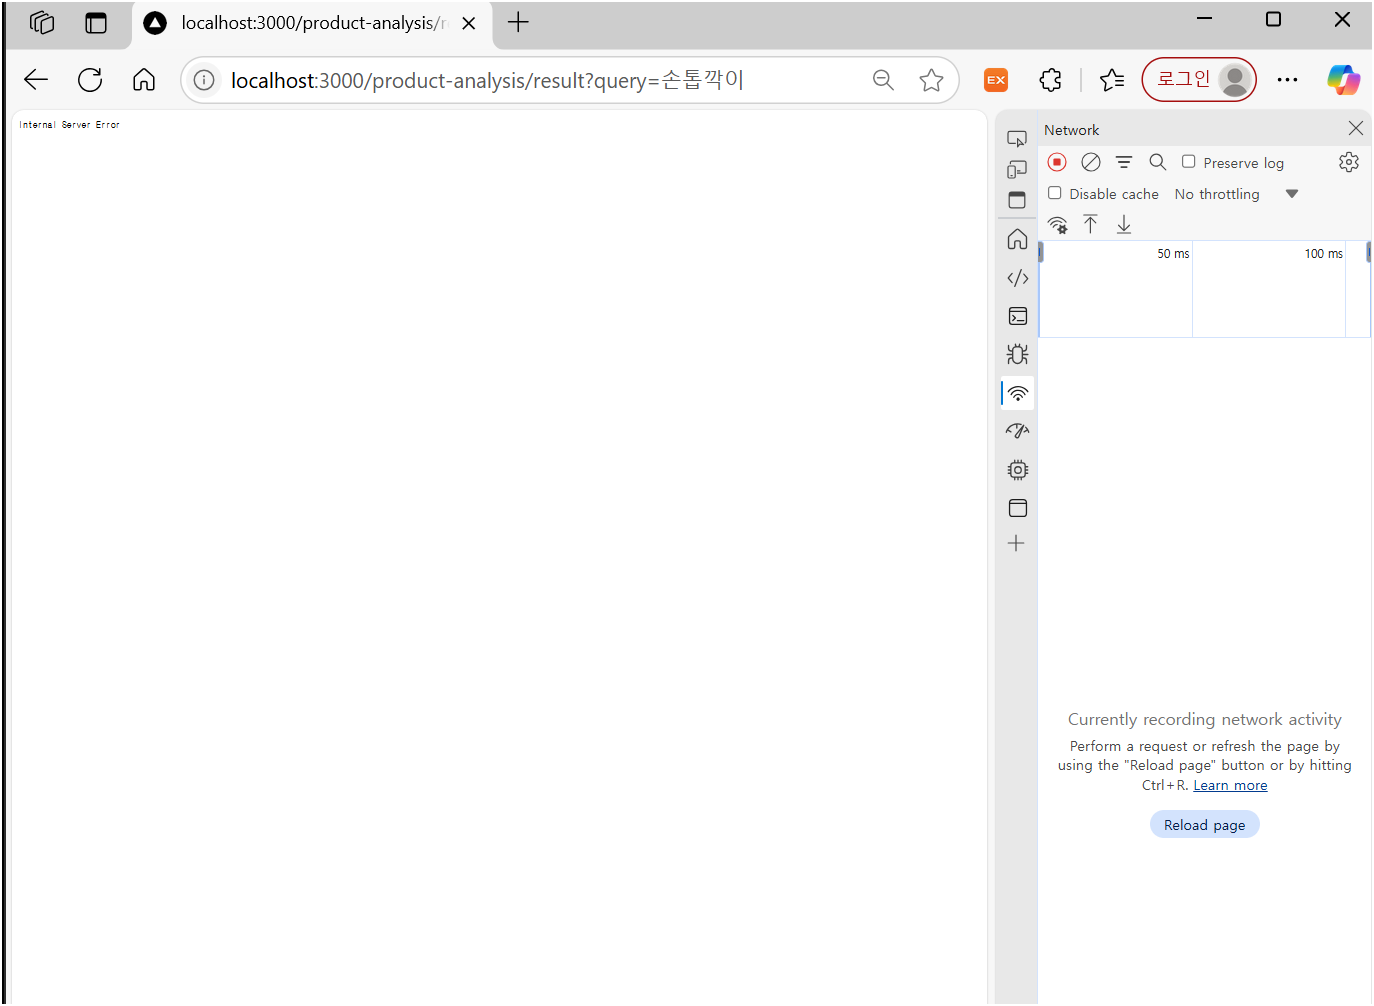 localhost:3000/product-analysis/r
localhost:3000/product-analysis/result?query=손톱깍이
EX
로그인
Internal Server Error
Network
Preserve log
Disable cache
No throttling
50 ms
100 ms
Currently recording network activity
Perform a request or refresh the page by
using the "Reload page" button or by hitting
Ctrl+R. Learn more
Reload page